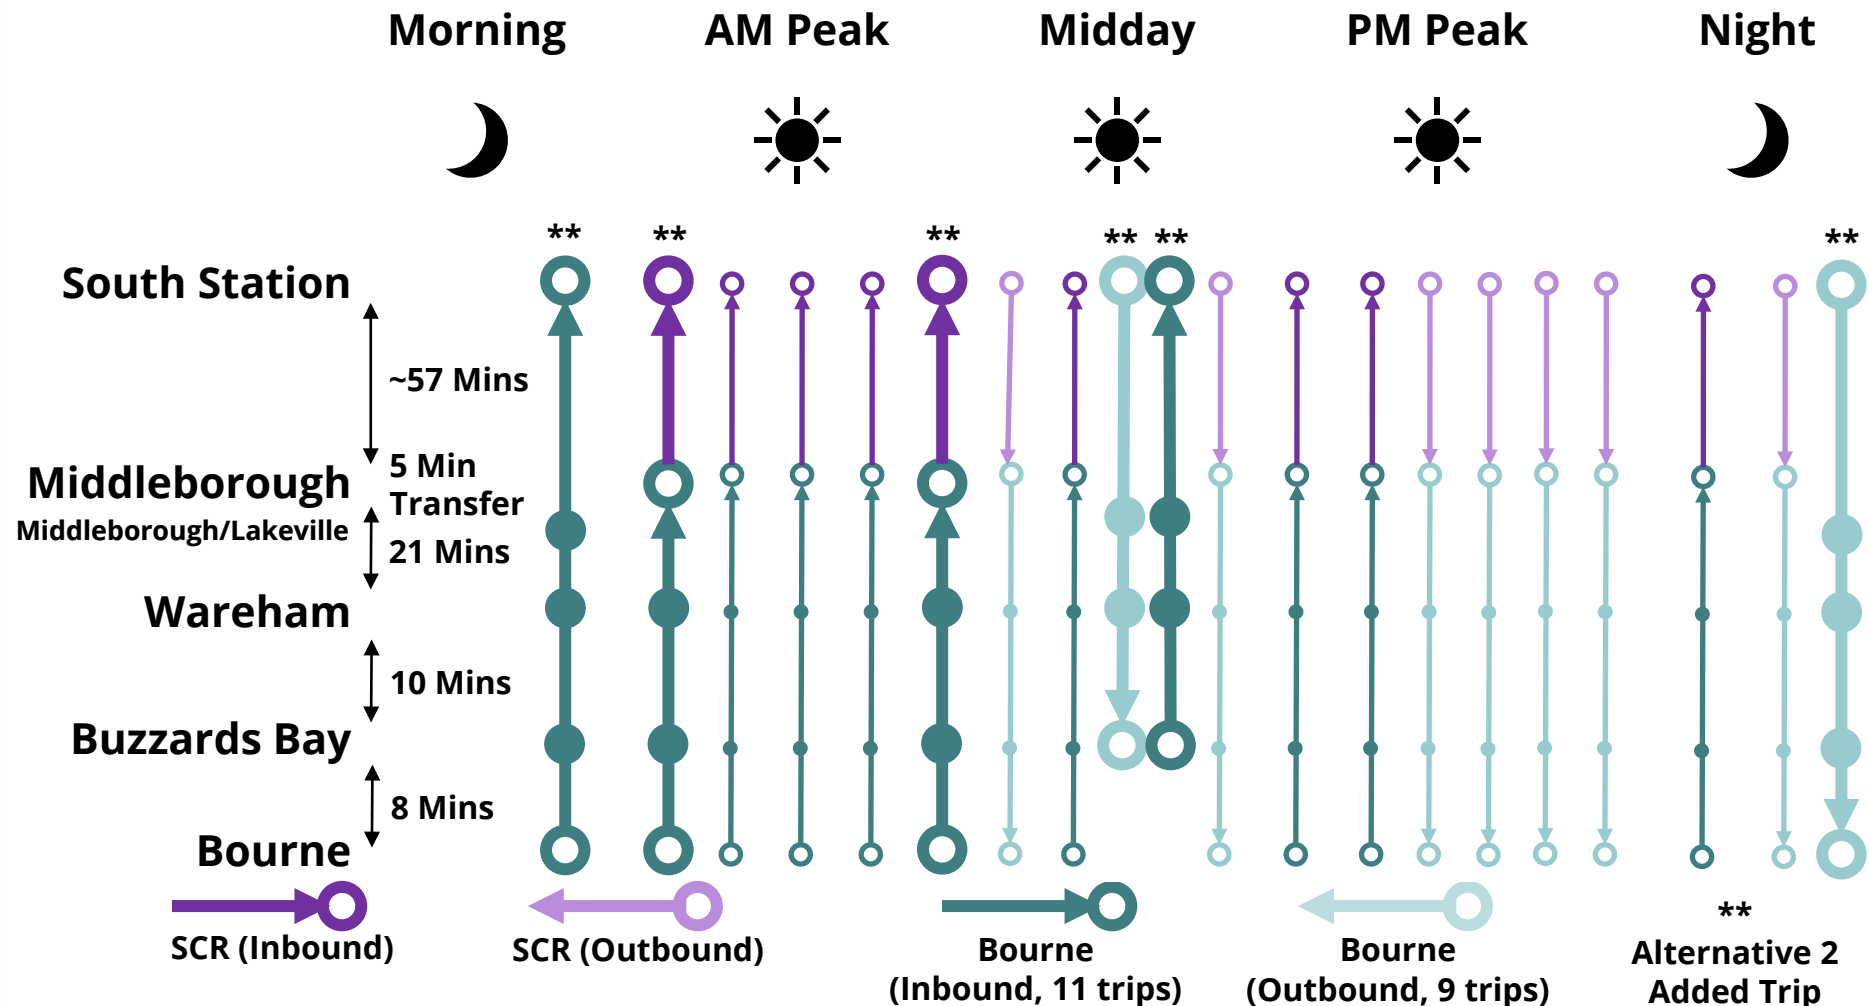 Morning
AM Peak
Midday
PM Peak
Night
**
**
**
**
**
**
South Station
~57 Mins
5 Min
Transfer
Middleborough
Middleborough/Lakeville
21 Mins
Wareham
10 Mins
Buzzards Bay
8 Mins
Bourne
SCR (Inbound)
SCR (Outbound)
Bourne
(Inbound, 11 trips)
Bourne
(Outbound, 9 trips)
**
Alternative 2
Added Trip